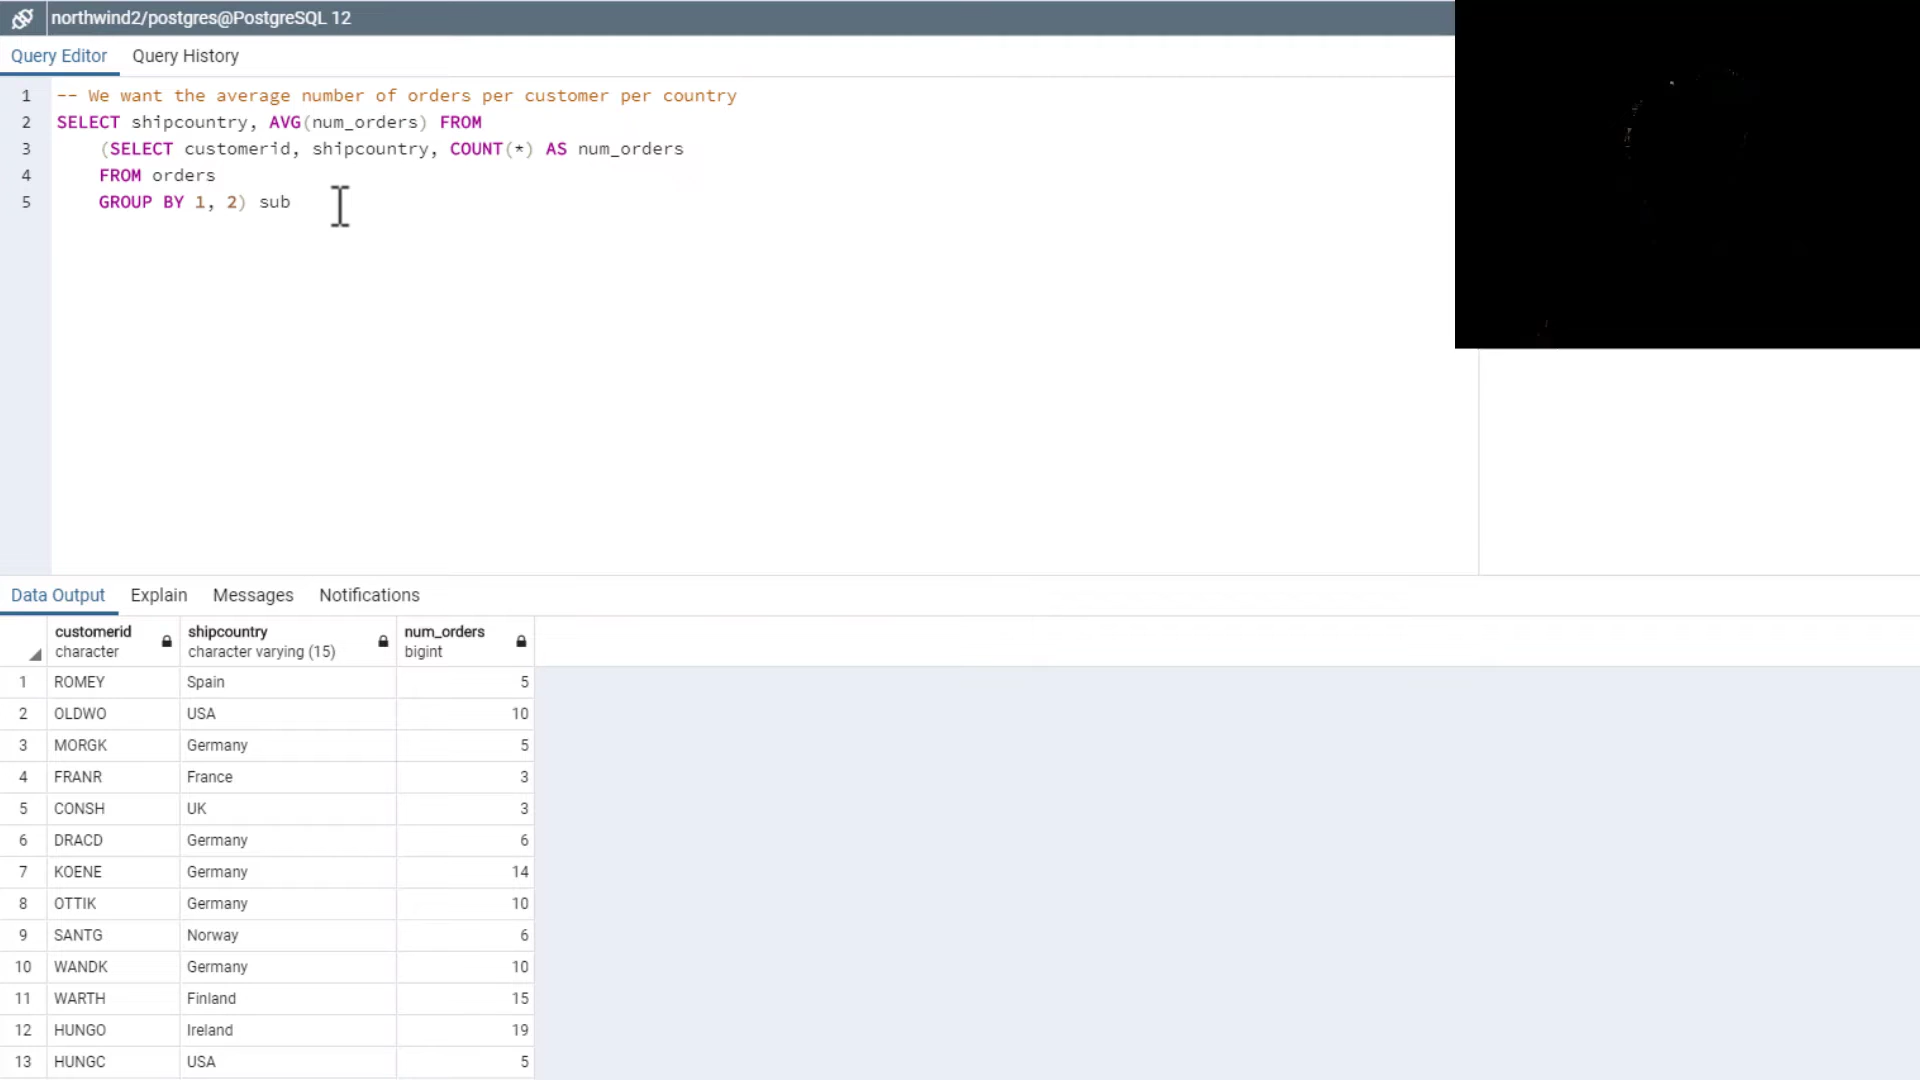 northwind2/postgres@PostgreSQL 12
Query Editor Query History
1 -- We want the average number of orders per customer per country
2 SELECT shipcountry, AVG(num_orders) FROM
3 (SELECT customerid, shipcountry, COUNT(*) AS num_orders
4 FROM orders
5 GROUP BY 1, 2) sub
Data Output Explain Messages Notifications
customerid shipcountry num_orders
character character varying (15) bigint
1 ROMEY Spain 5
2 OLDWO USA 10
3 MORGK Germany 5
4 FRANR France 3
5 CONSH UK 3
6 DRACD Germany 6
7 KOENE Germany 14
8 OTTIK Germany 10
9 SANTG Norway 6
10 WANDK Germany 10
11 WARTH Finland 15
12 HUNGO Ireland 19
13 HUNGC USA 5